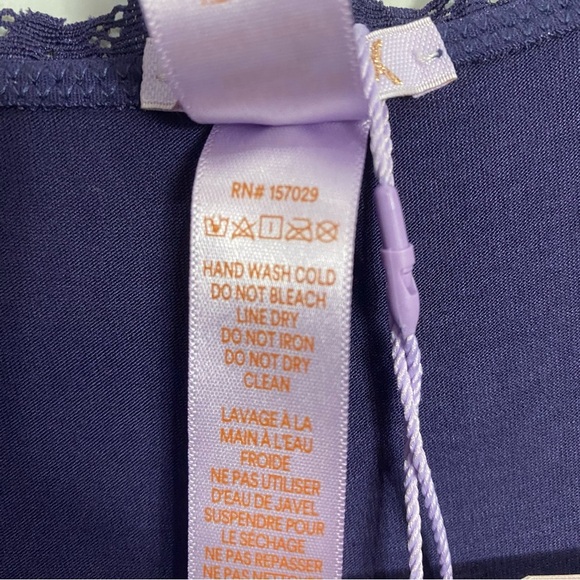 RN# 157029
HAND WASH COLD
DO NOT BLEACH
LINE DRY
DO NOT IRON
DO NOT DRY
CLEAN
LAVAGE À LA
MAIN À L'EAU
FROIDE
NE PAS UTILISER
D'EAU DE JAVEL
SUSPENDRE POUR
LE SÉCHAGE
NE PAS REPASSER